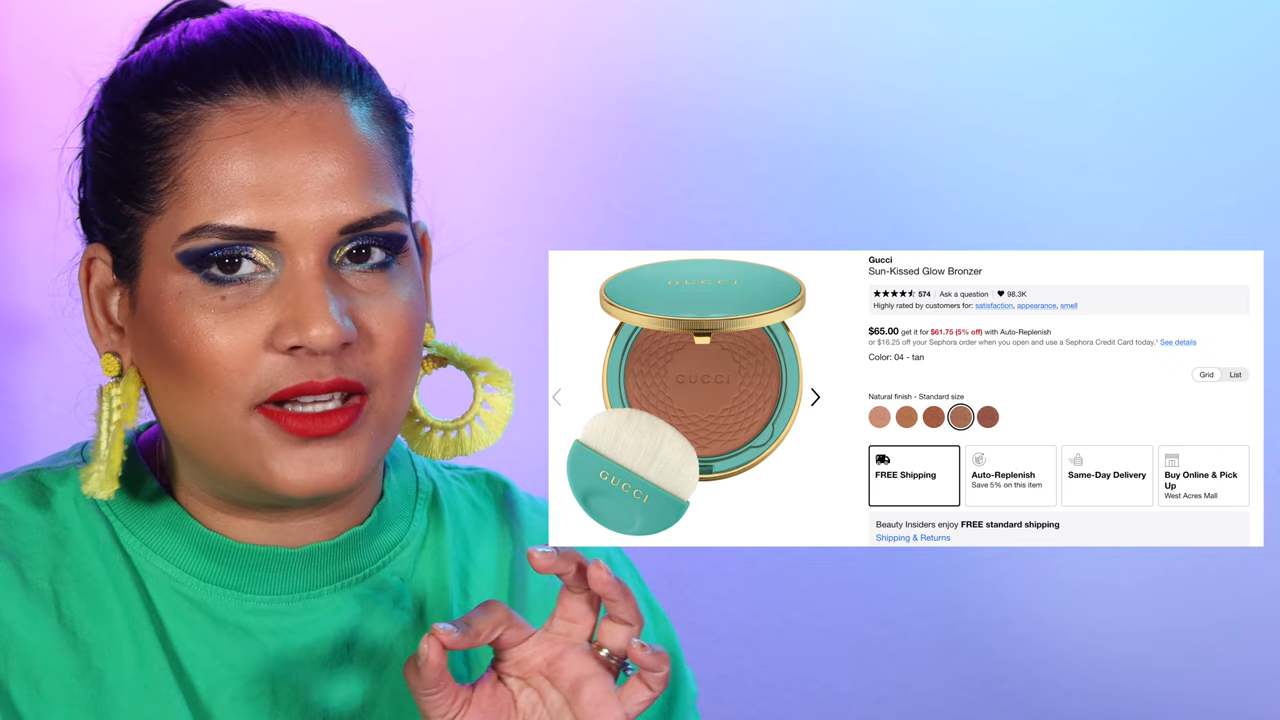 GUCCI
GUCCI
GUCCI
Gucci
Sun-Kissed Glow Bronzer
574 Ask a question 98.3K
Highly rated by customers for: satisfaction, appearance, smell
$65.00 get it for $61.75 (5% off) with Auto-Replenish
or $16.25 off your Sephora order when you open and use a Sephora Credit Card today.¹ See details
Color: 04 - tan
Grid List
Natural finish - Standard size
FREE Shipping
Auto-Replenish
Save 5% on this item
Same-Day Delivery
Buy Online & Pick
Up
West Acres Mall
Beauty Insiders enjoy FREE standard shipping
Shipping & Returns